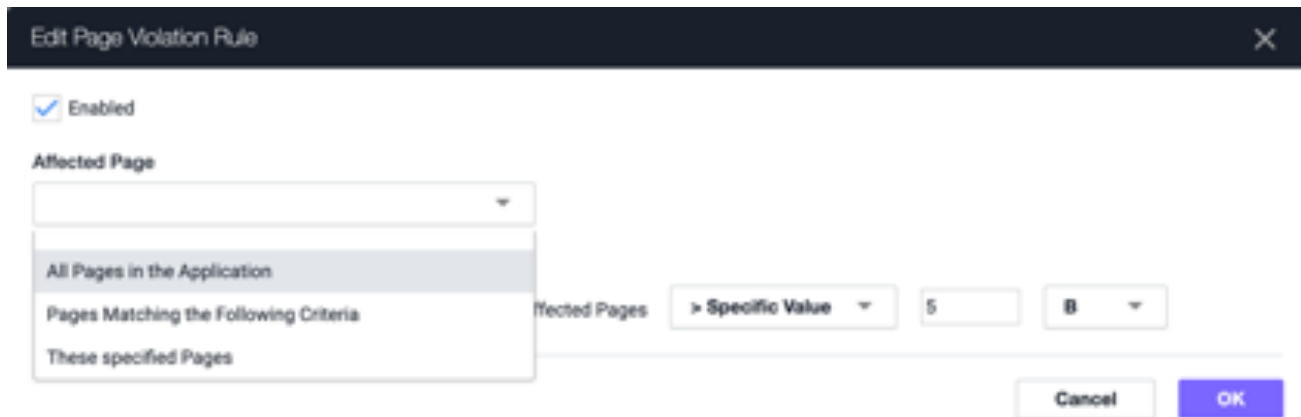 Edit Page Violation Rule
Enabled
Affected Page
All Pages in the Application
Pages Matching the Following Criteria
ffected Pages > Specific Value 5 B
These specified Pages
Cancel OK